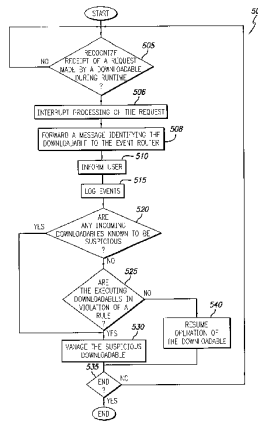 50
START
RECOGNIZE
RECEIPT OF A REQUEST
MADE BY A DOWNLOADABLE
DURING RUNTIME
?
505
NO
506
INTERRUPT PROCESSING OF THE REQUEST
508
FORWARD A MESSAGE IDENTIFYING THE
DOWNLOADABLE TO THE EVENT ROUTER
510
INFORM USER
515
LOG EVENTS
520
YES
ARE
ANY INCOMING
DOWNLOADABLES KNOWN TO BE
SUSPICIOUS
?
NO
525
ARE
THE EXECUTING
DOWNLOADABLES IN
VIOLATION OF A
RULE
?
NO
540
RESUME
OPERATION OF
THE DOWNLOADABLE
YES
530
MANAGE THE SUSPICIOUS
DOWNLOADABLE
535
END
?
NO
YES
END